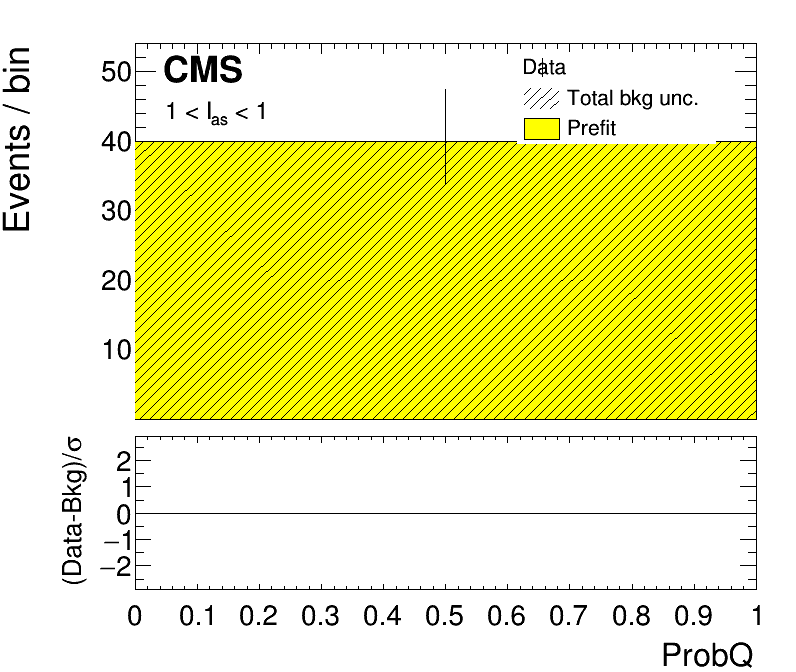 Events / bin
50
40
30
20
10
CMS
1 < I_as < 1
Data
Total bkg unc.
Prefit
(Data-Bkg)/σ
2
1
0
−1
−2
0 0.1 0.2 0.3 0.4 0.5 0.6 0.7 0.8 0.9 1
ProbQ